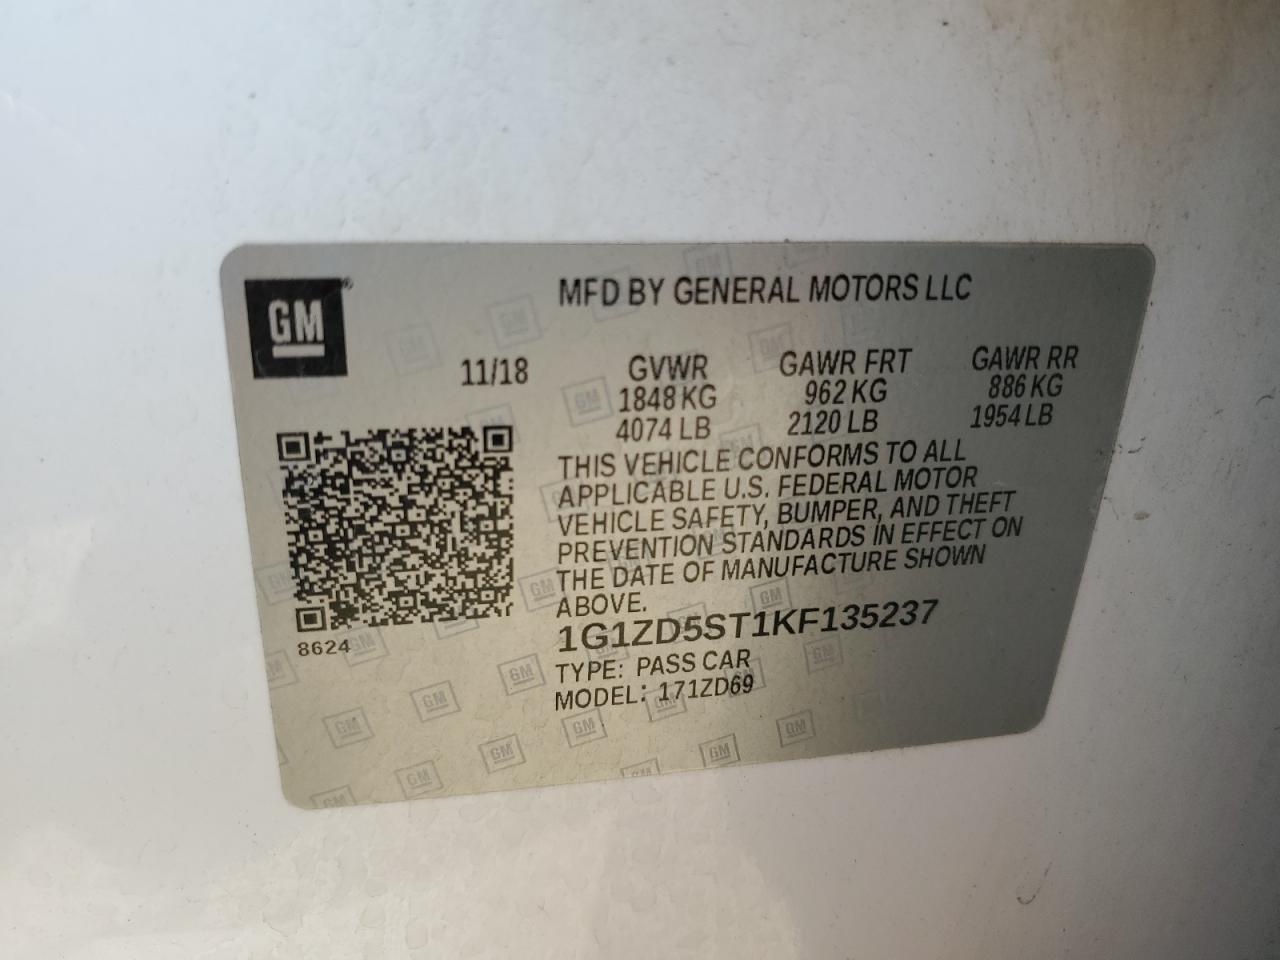 GM
MFD BY GENERAL MOTORS LLC
11/18 GVWR GAWR FRT GAWR RR
1848 KG 962 KG 886 KG
4074 LB 2120 LB 1954 LB
THIS VEHICLE CONFORMS TO ALL
APPLICABLE U.S. FEDERAL MOTOR
VEHICLE SAFETY, BUMPER, AND THEFT
PREVENTION STANDARDS IN EFFECT ON
THE DATE OF MANUFACTURE SHOWN
ABOVE.
1G1ZD5ST1KF135237
TYPE: PASS CAR
MODEL: 171ZD69
8624